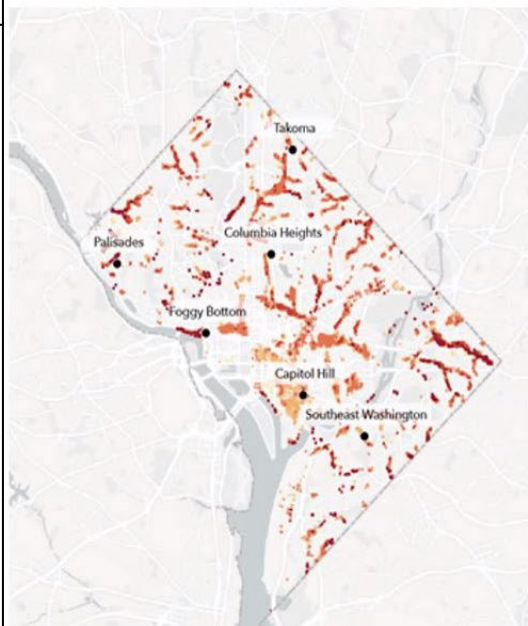 Takoma
Columbia Heights
Palisades
Foggy Bottom
Capitol Hill
Southeast Washington